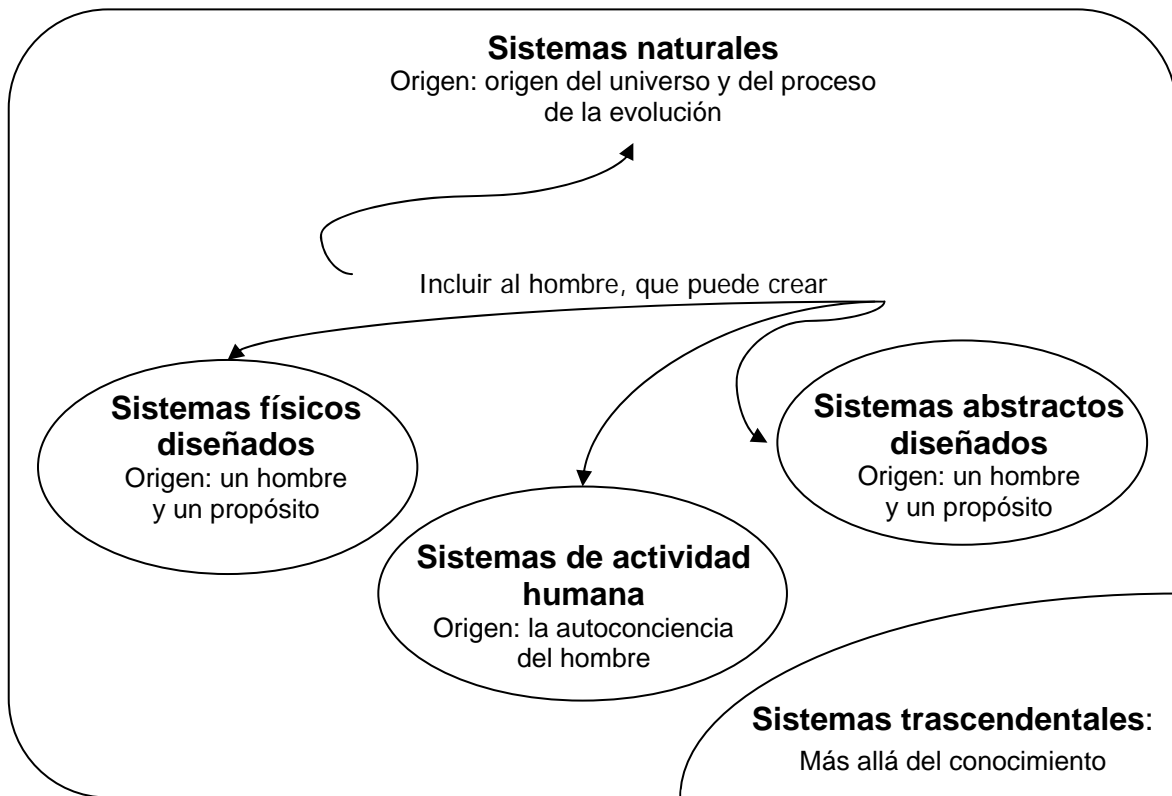 Sistemas naturales
Origen: origen del universo y del proceso
de la evolución
Incluir al hombre, que puede crear
Sistemas físicos
diseñados
Origen: un hombre
y un propósito
Sistemas abstractos
diseñados
Origen: un hombre
y un propósito
Sistemas de actividad
humana
Origen: la autoconciencia
del hombre
Sistemas trascendentales:
Más allá del conocimiento